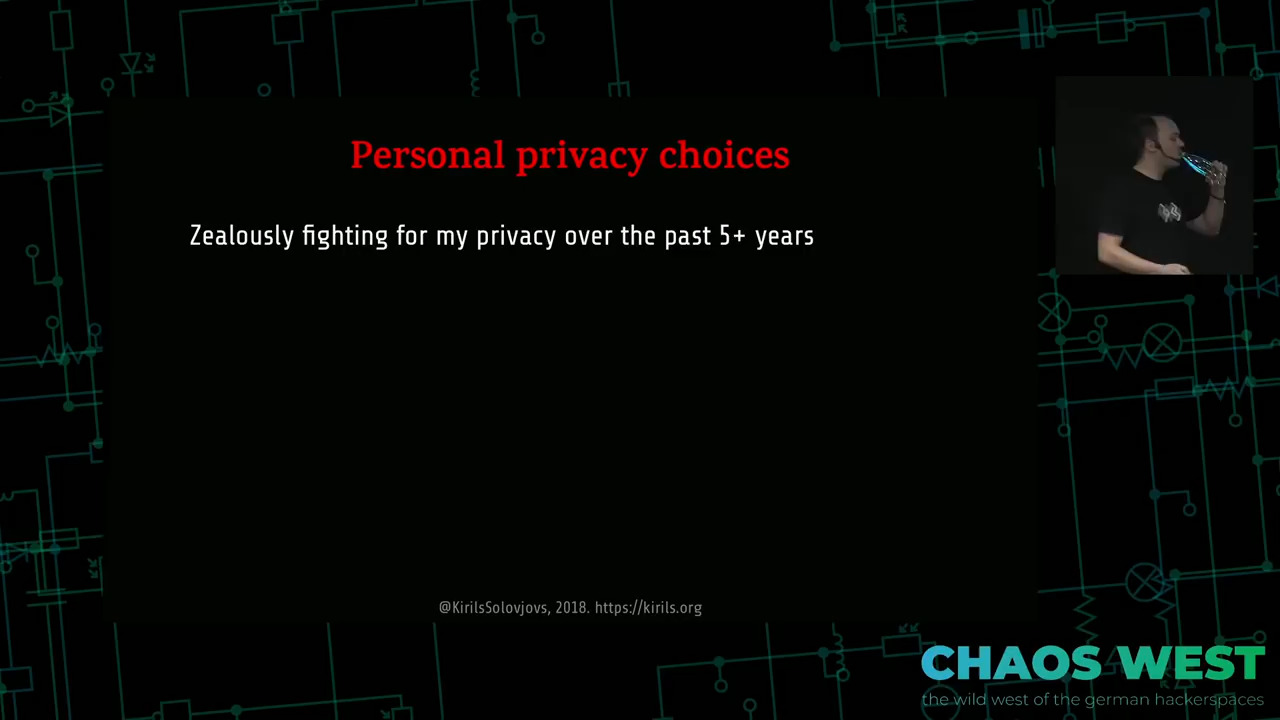 Personal privacy choices
Zealously fighting for my privacy over the past 5+ years
@KirilsSolovjovs, 2018. https://kirils.org
CHAOS WEST
the wild west of the german hackerspaces